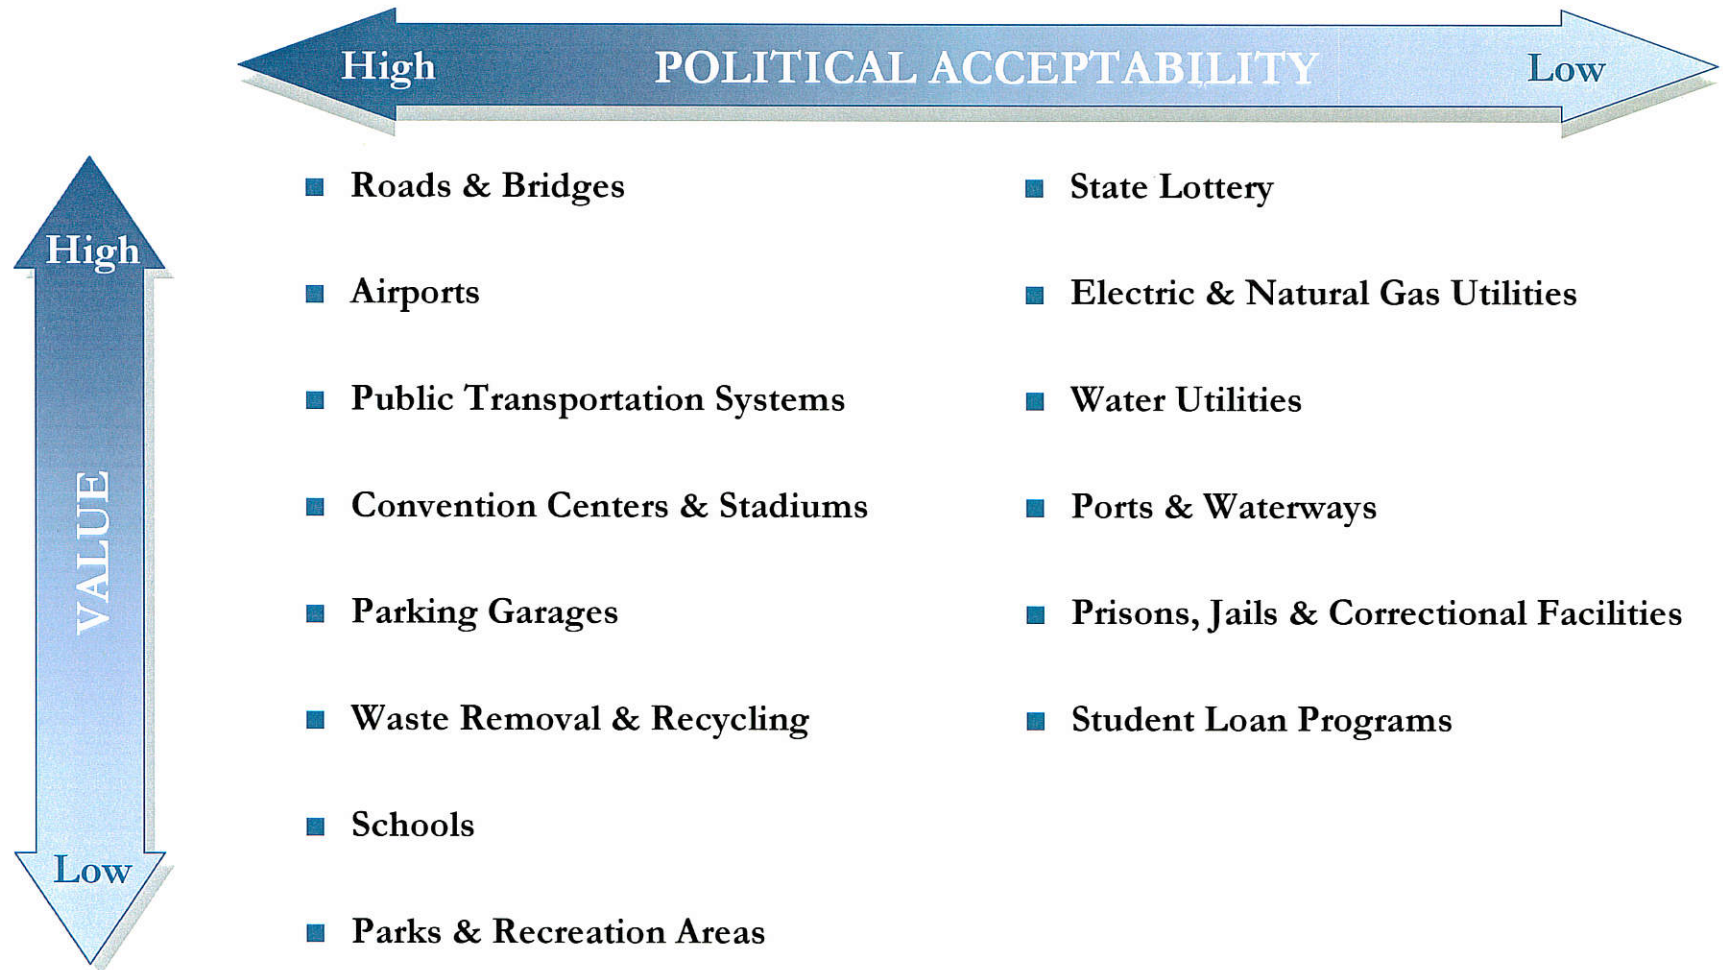 High POLITICAL ACCEPTABILITY Low
High
VALUE
Low
Roads & Bridges
Airports
Public Transportation Systems
Convention Centers & Stadiums
Parking Garages
Waste Removal & Recycling
Schools
Parks & Recreation Areas
State Lottery
Electric & Natural Gas Utilities
Water Utilities
Ports & Waterways
Prisons, Jails & Correctional Facilities
Student Loan Programs